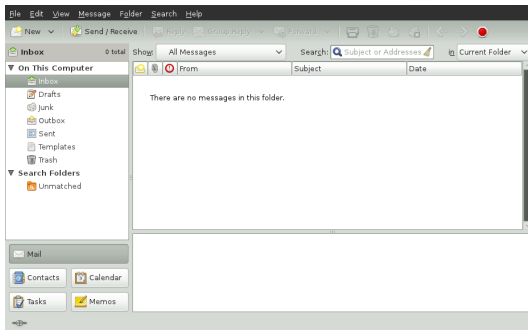 File Edit View Message Folder Search Help
New Send / Receive Reply Group Reply Forward
Inbox 0 total Show: All Messages Search: Subject or Addresses in Current Folder
On This Computer From Subject Date
Inbox
Drafts There are no messages in this folder.
Junk
Outbox
Sent
Templates
Trash
Search Folders
Unmatched
Mail
Contacts Calendar
Tasks Memos